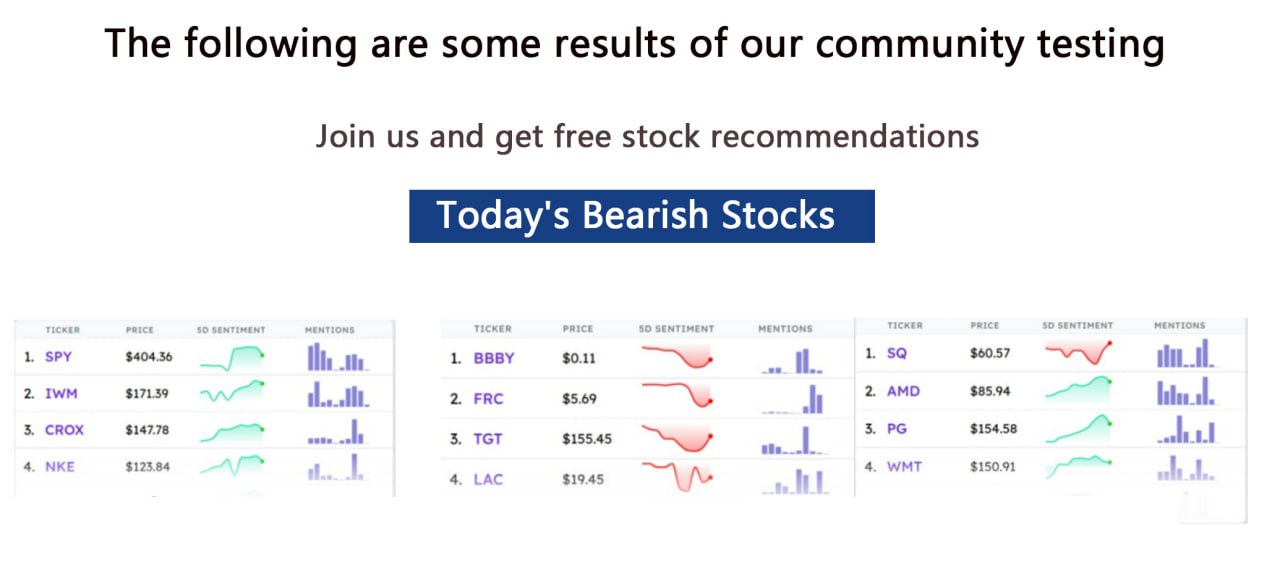 The following are some results of our community testing
Join us and get free stock recommendations
Today's Bearish Stocks
TICKER PRICE 5D SENTIMENT MENTIONS
1. SPY $404.36
2. IWM $171.39
3. CROX $147.78
4. NKE $123.84
TICKER PRICE 5D SENTIMENT MENTIONS
1. BBBY $0.11
2. FRC $5.69
3. TGT $155.45
4. LAC $19.45
TICKER PRICE 5D SENTIMENT MENTIONS
1. SQ $60.57
2. AMD $85.94
3. PG $154.58
4. WMT $150.91